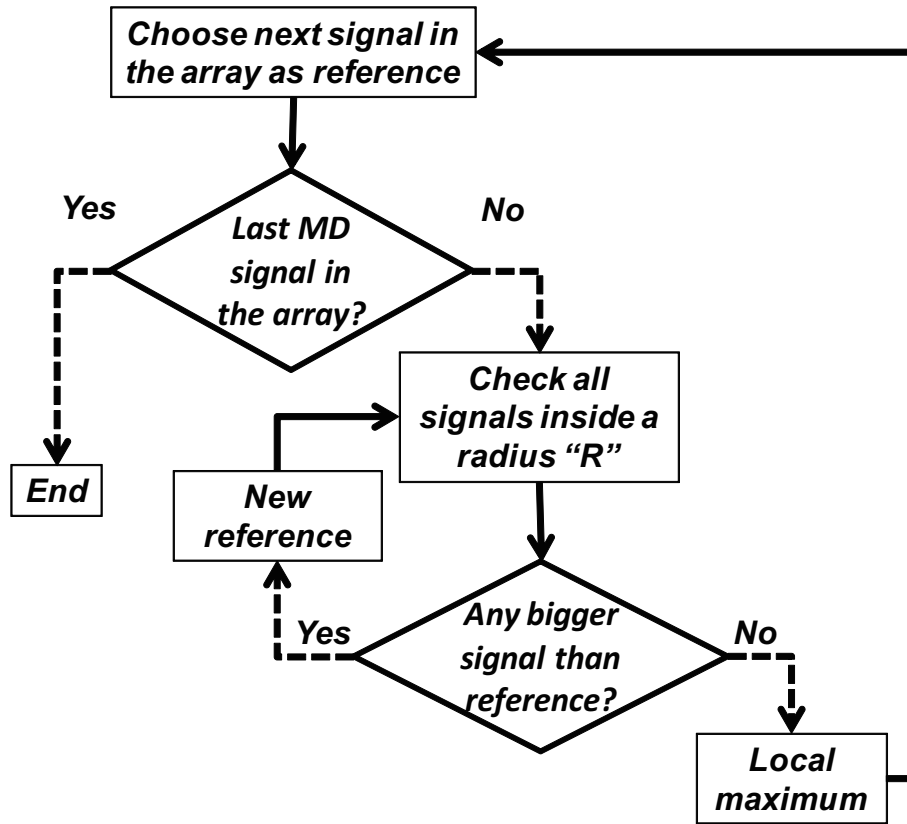 Choose next signal in
the array as reference
Yes
No
Last MD
signal in
the array?
Check all
signals inside a
radius “R”
End
New
reference
Yes
Any bigger
signal than
reference?
No
Local
maximum